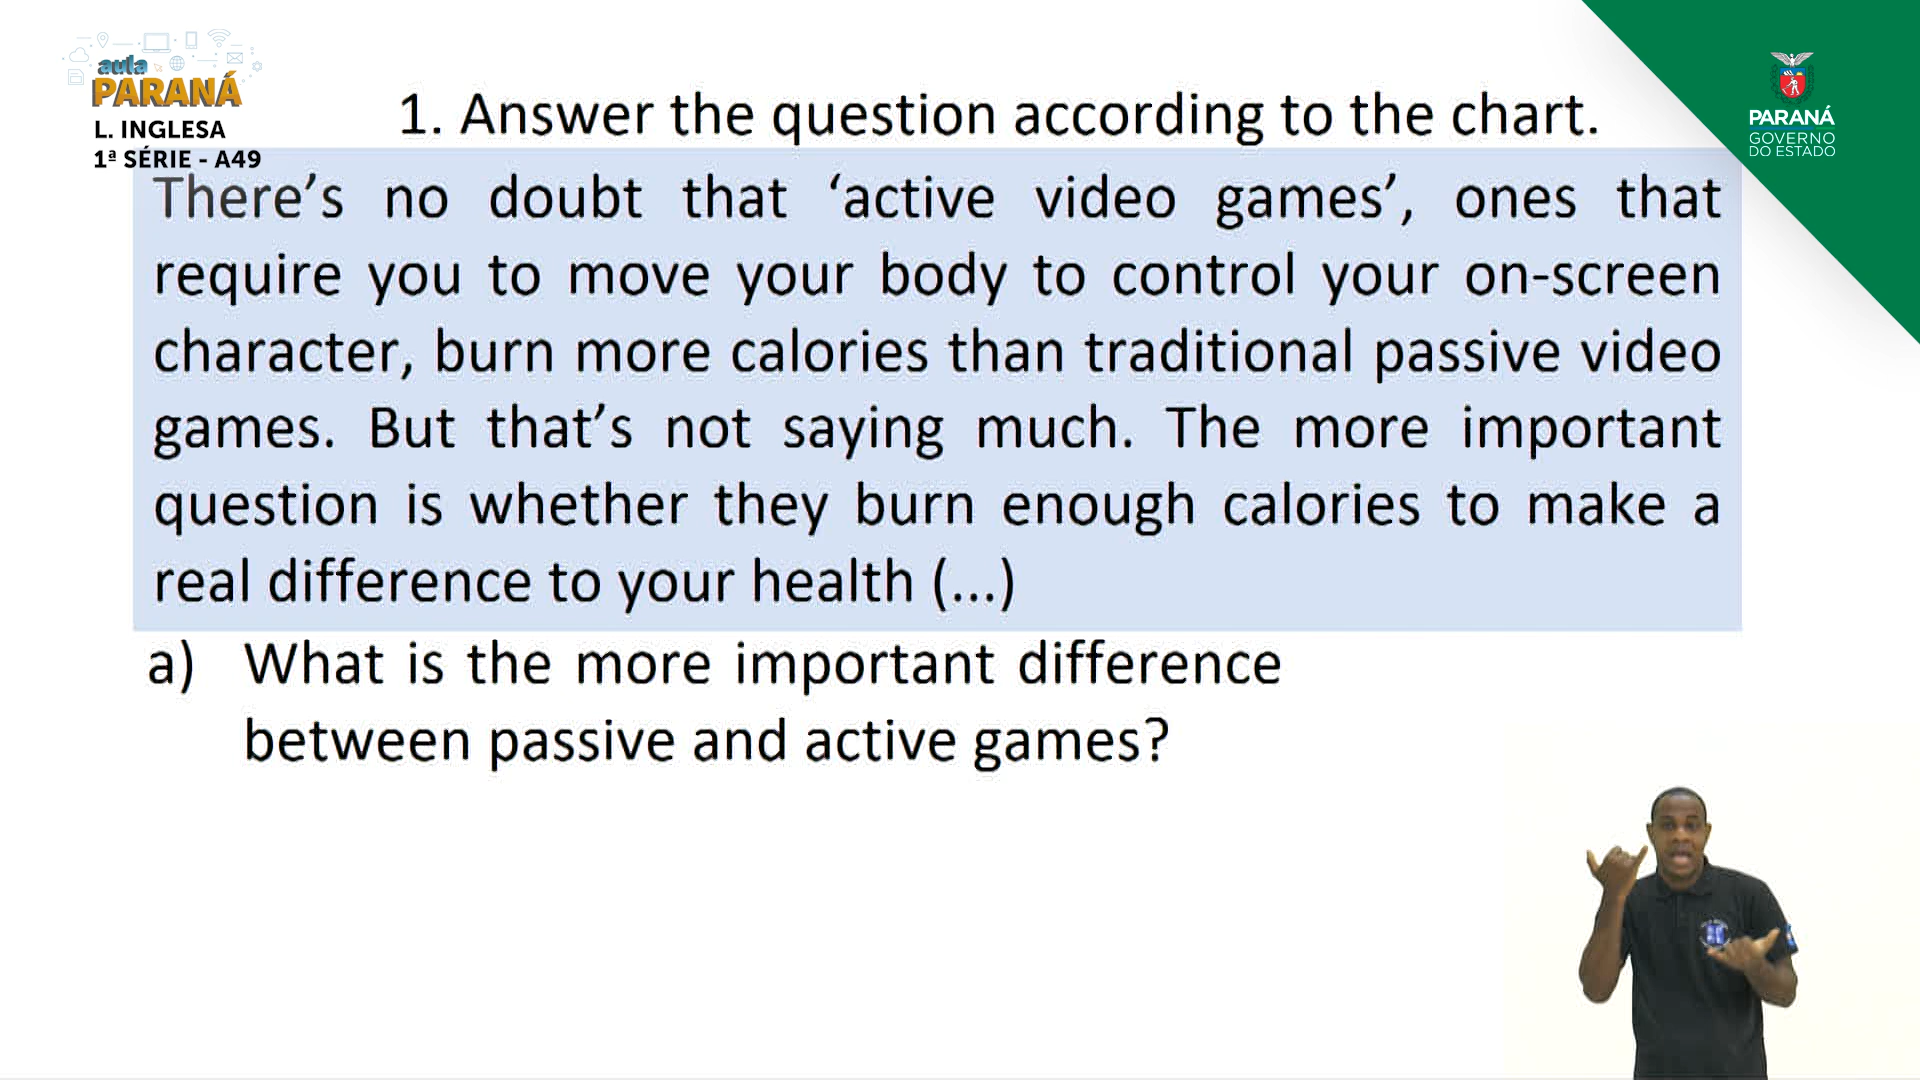 aula
PARANÁ
L. INGLESA
1ª SÉRIE - A49
PARANÁ
GOVERNO
DO ESTADO
1. Answer the question according to the chart.
There’s no doubt that ‘active video games’, ones that
require you to move your body to control your on-screen
character, burn more calories than traditional passive video
games. But that’s not saying much. The more important
question is whether they burn enough calories to make a
real difference to your health (...)
a) What is the more important difference
between passive and active games?